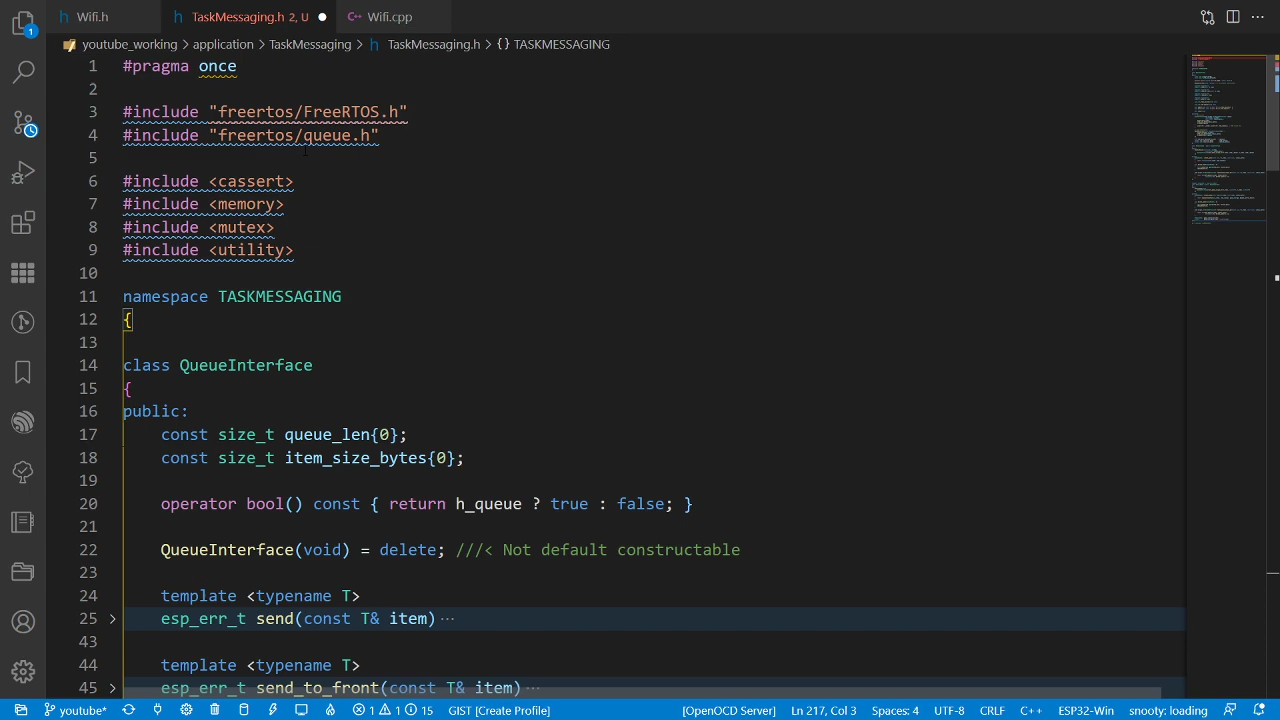 Wifi.h
TaskMessaging.h 2, U
Wifi.cpp
youtube_working > application > TaskMessaging > TaskMessaging.h > {} TASKMESSAGING
1 #pragma once
2
3 #include "freertos/FreeRTOS.h"
4 #include "freertos/queue.h"
5
6 #include <cassert>
7 #include <memory>
8 #include <mutex>
9 #include <utility>
10
11 namespace TASKMESSAGING
12 {
13
14 class QueueInterface
15 {
16 public:
17 const size_t queue_len{0};
18 const size_t item_size_bytes{0};
19
20 operator bool() const { return h_queue ? true : false; }
21
22 QueueInterface(void) = delete; ///< Not default constructable
23
24 template <typename T>
25 esp_err_t send(const T& item) ···
43
44 template <typename T>
45 esp_err_t send_to_front(const T& item) ···
1
youtube* 1 1 15 GIST [Create Profile] [OpenOCD Server] Ln 217, Col 3 Spaces: 4 UTF-8 CRLF C++ ESP32-Win snooty: loading